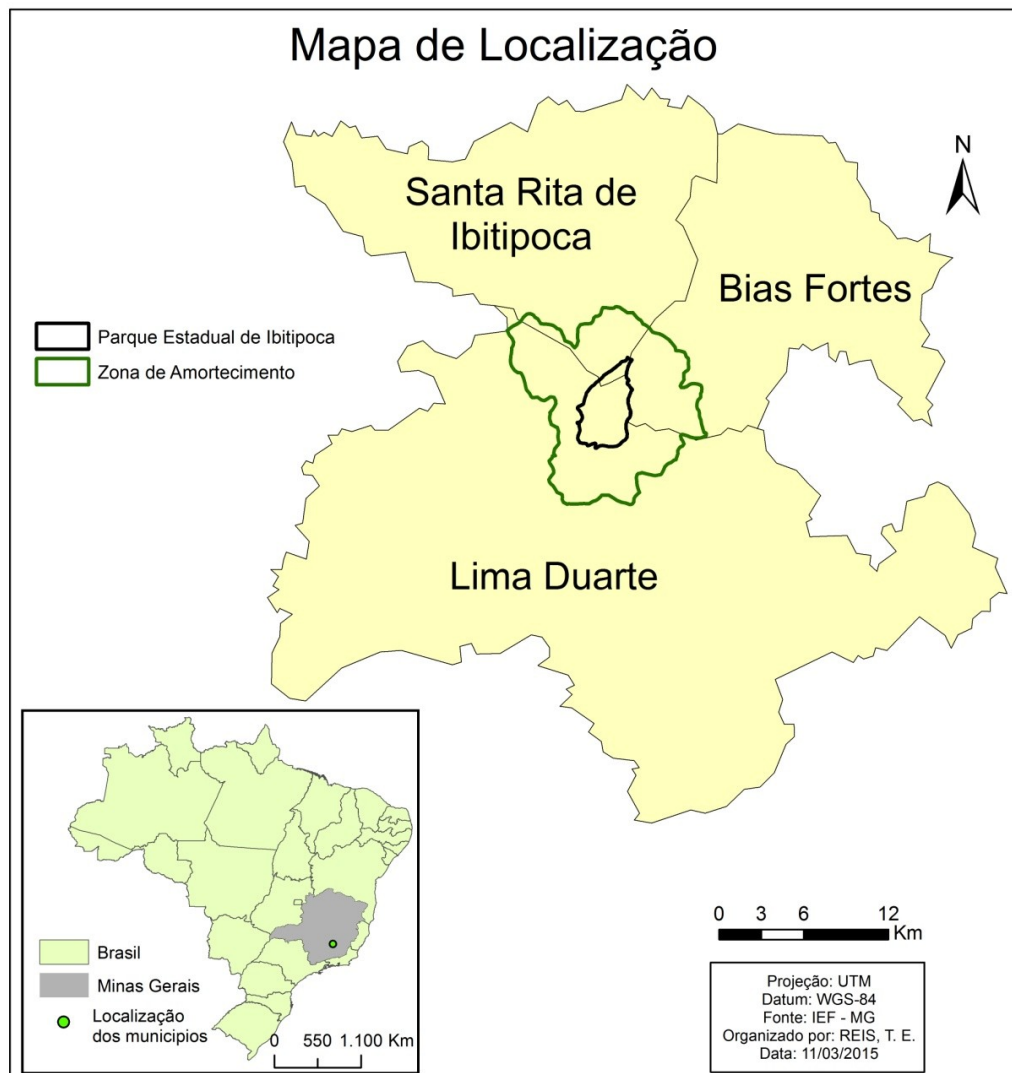 Mapa de Localização
N
Santa Rita de
Ibitipoca
Bias Fortes
Parque Estadual de Ibitipoca
Zona de Amortecimento
Lima Duarte
Brasil
Minas Gerais
Localização
dos municipios
0 550 1.100 Km
0 3 6 12
Km
Projeção: UTM
Datum: WGS-84
Fonte: IEF - MG
Organizado por: REIS, T. E.
Data: 11/03/2015